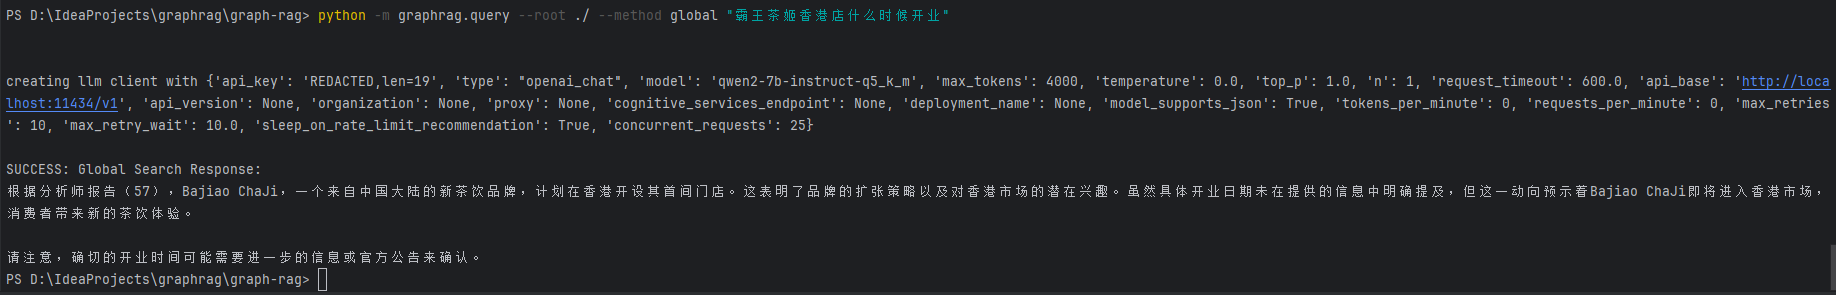 PS D:\IdeaProjects\graphrag\graph-rag> python -m graphrag.query --root ./ --method global "霸王茶姬香港店什么时候开业"
creating llm client with {'api_key': 'REDACTED,len=19', 'type': "openai_chat", 'model': 'qwen2-7b-instruct-q5_k_m', 'max_tokens': 4000, 'temperature': 0.0, 'top_p': 1.0, 'n': 1, 'request_timeout': 600.0, 'api_base': 'http://loca
lhost:11434/v1', 'api_version': None, 'organization': None, 'proxy': None, 'cognitive_services_endpoint': None, 'deployment_name': None, 'model_supports_json': True, 'tokens_per_minute': 0, 'requests_per_minute': 0, 'max_retries
': 10, 'max_retry_wait': 10.0, 'sleep_on_rate_limit_recommendation': True, 'concurrent_requests': 25}
SUCCESS: Global Search Response:
根据分析师报告（57），Bajiao ChaJi，一个来自中国大陆的新茶饮品牌，计划在香港开设其首间门店。这表明了品牌的扩张策略以及对香港市场的潜在兴趣。虽然具体开业日期未在提供的信息中明确提及，但这一动向预示着Bajiao ChaJi即将进入香港市场，
消费者带来新的茶饮体验。
请注意，确切的开业时间可能需要进一步的信息或官方公告来确认。
PS D:\IdeaProjects\graphrag\graph-rag>